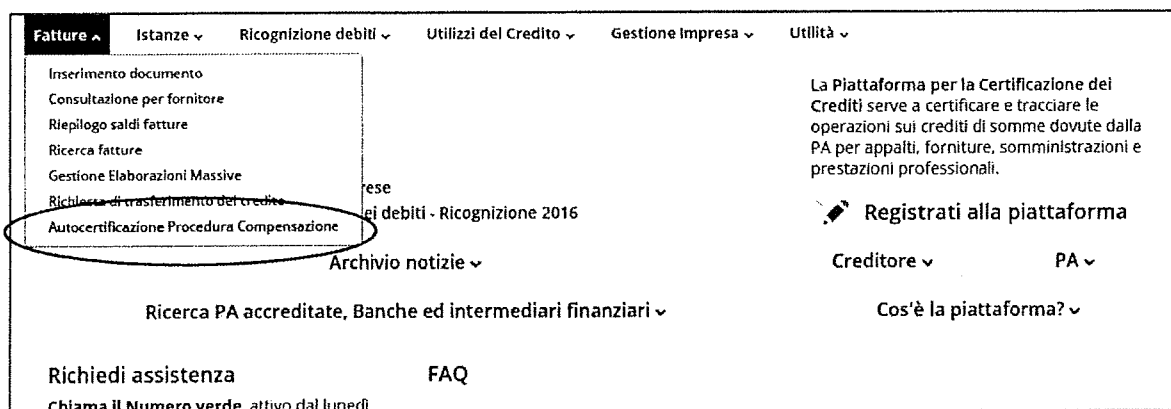 Fatture Istanze Ricognizione debiti Utilizzi del Credito Gestione Impresa Utilità
Inserimento documento
Consultazione per fornitore
Riepilogo saldi fatture
Ricerca fatture
Gestione Elaborazioni Massive
Richiesta di trasferimento del credito
Autocertificazione Procedura Compensazione
rese
ei debiti - Ricognizione 2016
Archivio notizie
Ricerca PA accreditate, Banche ed intermediari finanziari
La Piattaforma per la Certificazione dei
Crediti serve a certificare e tracciare le
operazioni sui crediti di somme dovute dalla
PA per appalti, forniture, somministrazioni e
prestazioni professionali.
Registrati alla piattaforma
Creditore PA
Cos'è la piattaforma?
Richiedi assistenza
Chiama il Numero verde, attivo dal lunedì
FAQ